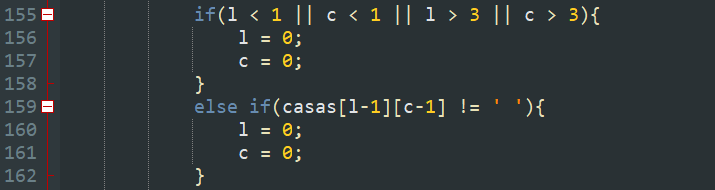 155 if(l < 1 || c < 1 || l > 3 || c > 3){
156 l = 0;
157 c = 0;
158 }
159 else if(casas[l-1][c-1] != ' '){
160 l = 0;
161 c = 0;
162 }